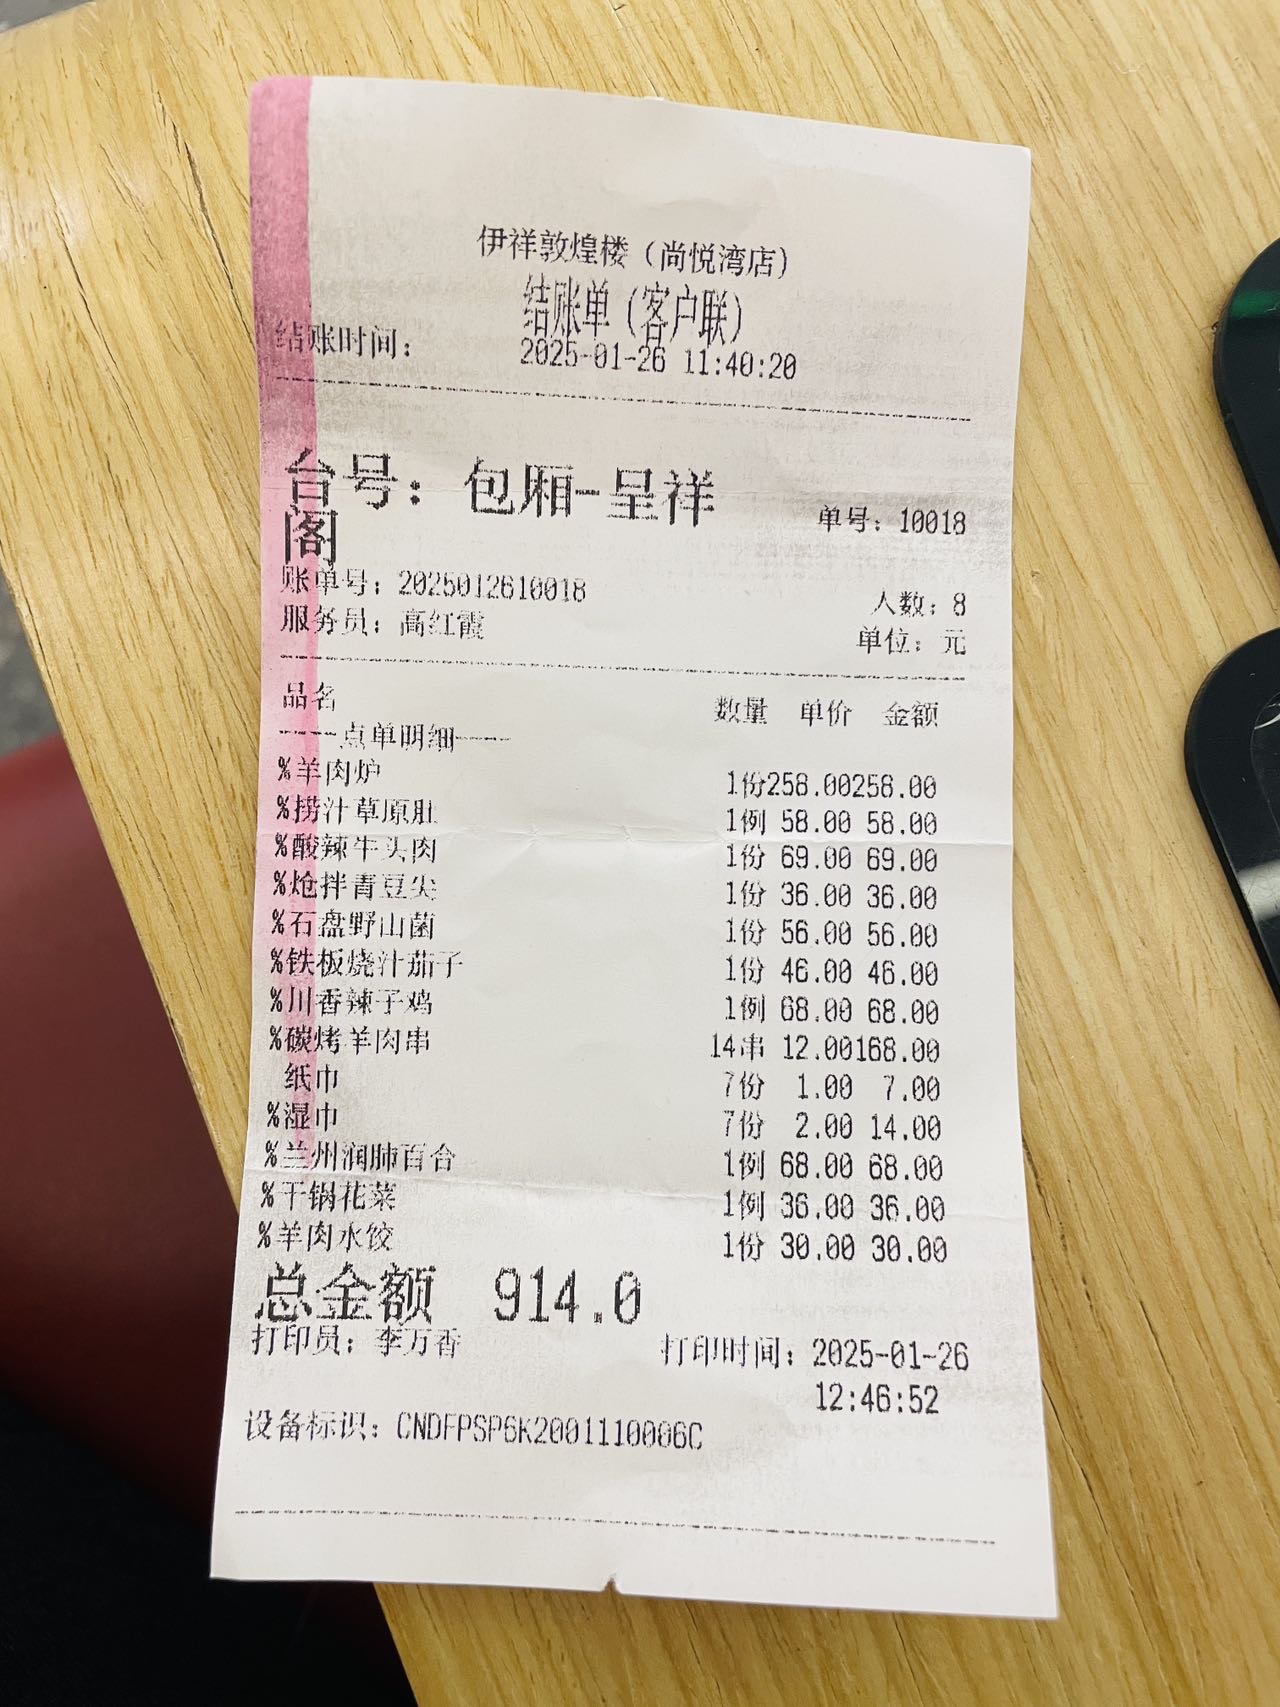 伊祥敦煌楼（尚悦湾店）
结账单（客户联）
结账时间： 2025-01-26 11:40:20
台号：包厢-呈祥
阁 单号：10018
账单号：2025012610018
人数：8
服务员：高红霞
单位：元
品名 数量 单价 金额
----点单明细----
%羊肉炉 1份258.00258.00
%捞汁草原肚 1例 58.00 58.00
%酸辣牛头肉 1份 69.00 69.00
%炝拌青豆尖 1份 36.00 36.00
%石盘野山菌 1份 56.00 56.00
%铁板烧汁茄子 1份 46.00 46.00
%川香辣子鸡 1例 68.00 68.00
%碳烤羊肉串 14串 12.00168.00
纸巾 7份 1.00 7.00
%湿巾 7份 2.00 14.00
%兰州润肺百合 1例 68.00 68.00
%干锅花菜 1例 36.00 36.00
%羊肉水饺 1份 30.00 30.00
总金额 914.0
打印员：李万香 打印时间：2025-01-26
12:46:52
设备标识：CNDFPSP6K2001110006C